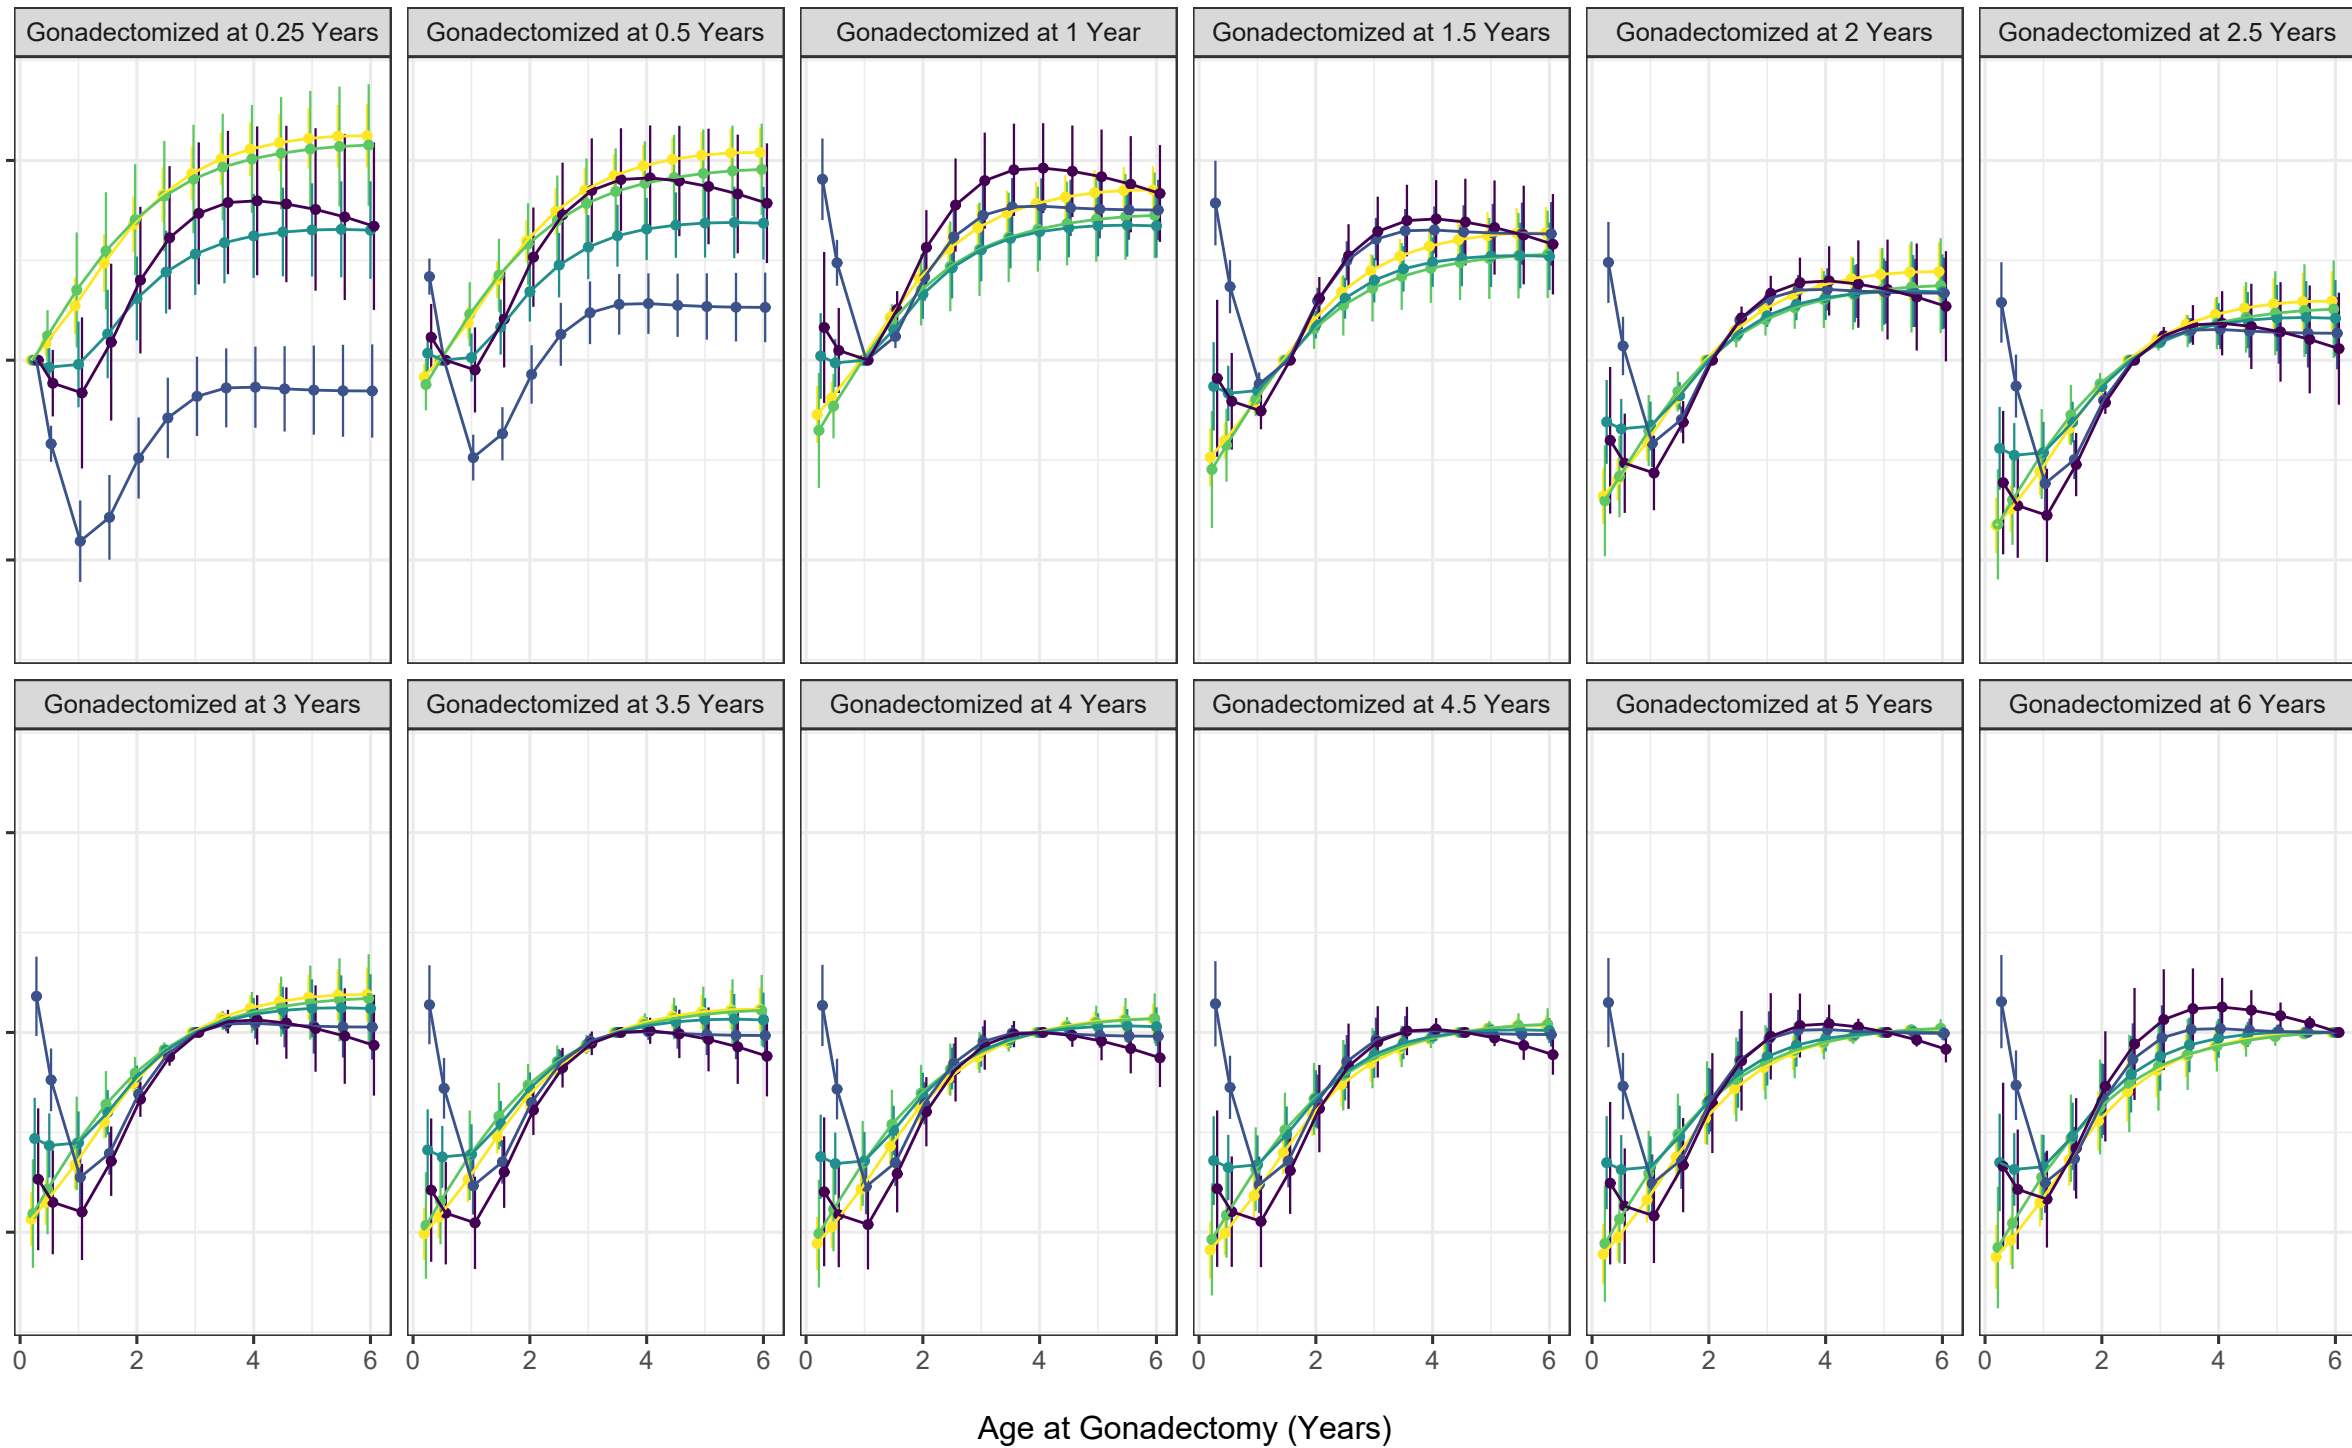 Gonadectomized at 0.25 Years
Gonadectomized at 0.5 Years
Gonadectomized at 1 Year
Gonadectomized at 1.5 Years
Gonadectomized at 2 Years
Gonadectomized at 2.5 Years
Gonadectomized at 3 Years
Gonadectomized at 3.5 Years
Gonadectomized at 4 Years
Gonadectomized at 4.5 Years
Gonadectomized at 5 Years
Gonadectomized at 6 Years
0 2 4 6
0 2 4 6
0 2 4 6
0 2 4 6
0 2 4 6
0 2 4 6
Age at Gonadectomy (Years)